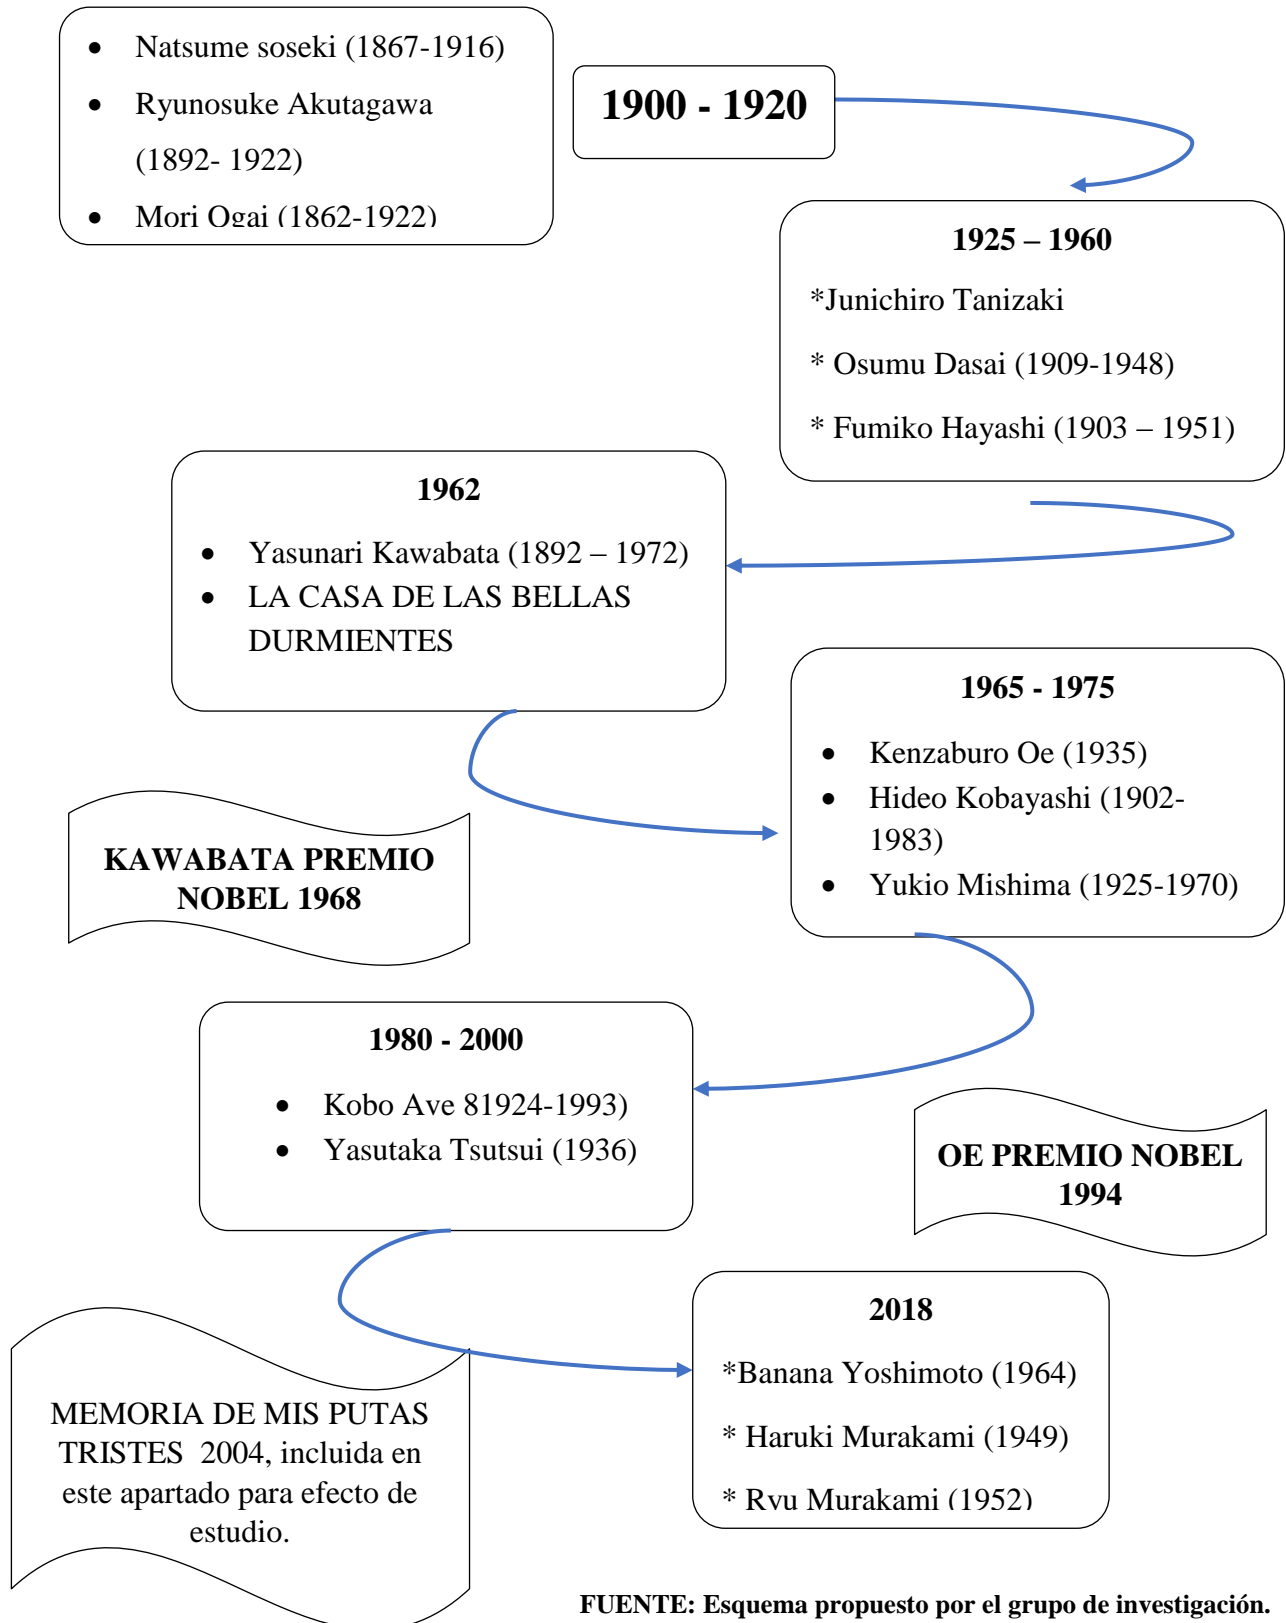 Natsume soseki (1867-1916)
Ryunosuke Akutagawa
(1892- 1922)
Mori Ogai (1862-1922)
1900 - 1920
1925 – 1960
*Junichiro Tanizaki
* Osumu Dasai (1909-1948)
* Fumiko Hayashi (1903 – 1951)
1962
Yasunari Kawabata (1892 – 1972)
LA CASA DE LAS BELLAS
DURMIENTES
1965 - 1975
Kenzaburo Oe (1935)
Hideo Kobayashi (1902-
1983)
Yukio Mishima (1925-1970)
KAWABATA PREMIO
NOBEL 1968
1980 - 2000
Kobo Ave 81924-1993)
Yasutaka Tsutsui (1936)
OE PREMIO NOBEL
1994
2018
*Banana Yoshimoto (1964)
* Haruki Murakami (1949)
* Ryu Murakami (1952)
MEMORIA DE MIS PUTAS
TRISTES  2004, incluida en
este apartado para efecto de
estudio.
FUENTE: Esquema propuesto por el grupo de investigación.